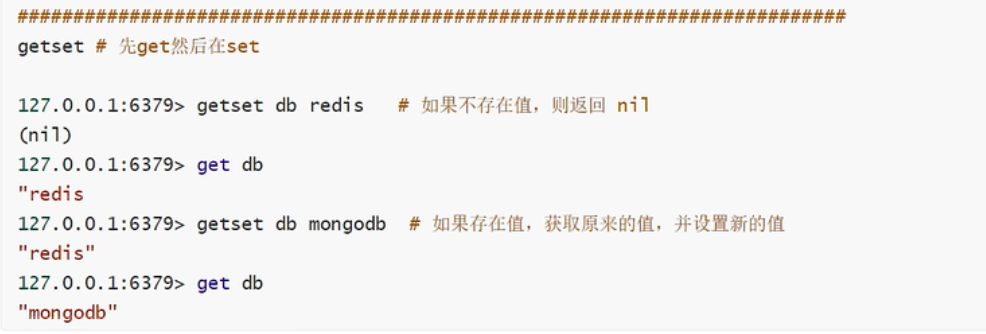 ##########################################################################
getset # 先get然后在set
127.0.0.1:6379> getset db redis   # 如果不存在值，则返回 nil
(nil)
127.0.0.1:6379> get db
"redis
127.0.0.1:6379> getset db mongodb  # 如果存在值，获取原来的值，并设置新的值
"redis"
127.0.0.1:6379> get db
"mongodb"